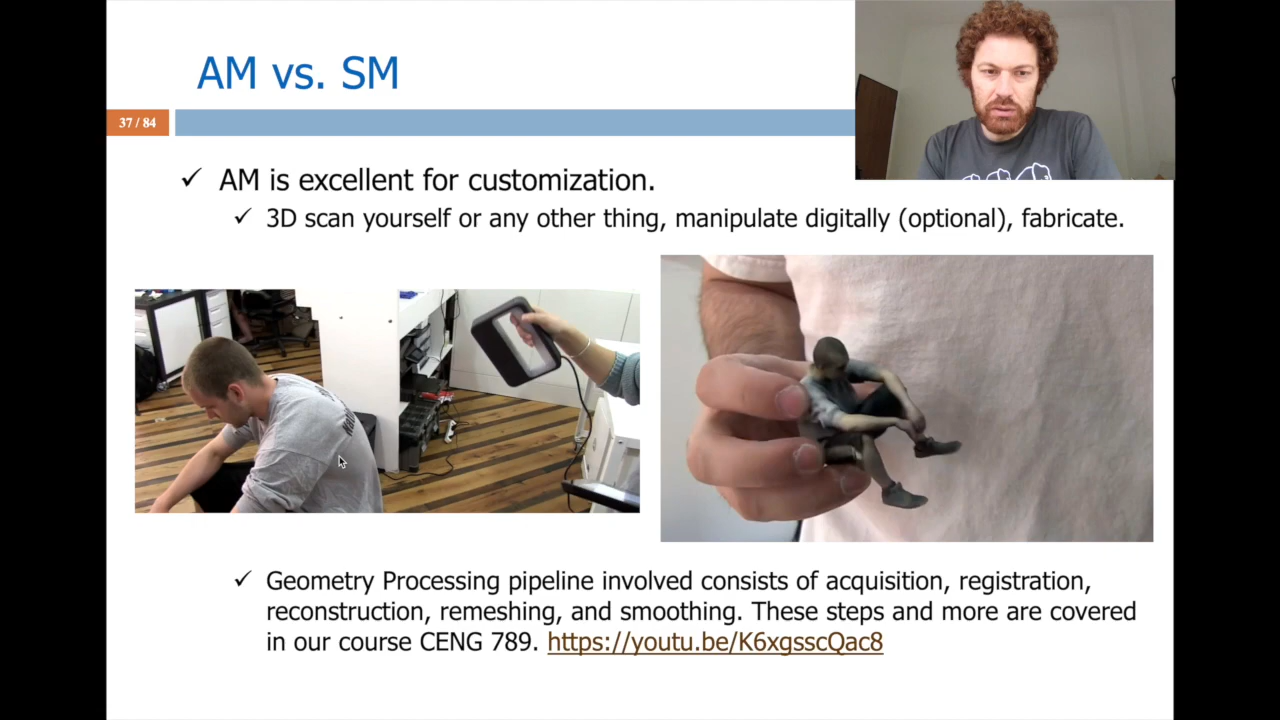 AM vs. SM
37 / 84
✓ AM is excellent for customization.
✓ 3D scan yourself or any other thing, manipulate digitally (optional), fabricate.
✓ Geometry Processing pipeline involved consists of acquisition, registration,
reconstruction, remeshing, and smoothing. These steps and more are covered
in our course CENG 789. https://youtu.be/K6xgsscQac8